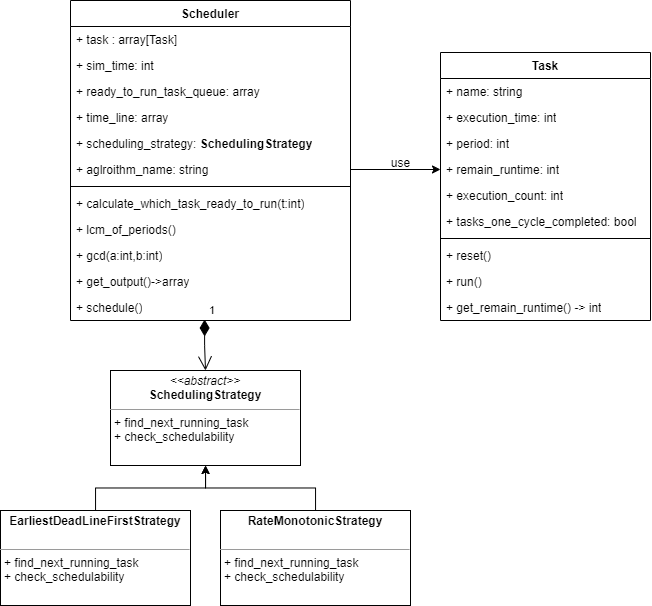 Scheduler
+ task : array[Task]
+ sim_time: int
+ ready_to_run_task_queue: array
+ time_line: array
+ scheduling_strategy: SchedulingStrategy
+ aglroithm_name: string
+ calculate_which_task_ready_to_run(t:int)
+ lcm_of_periods()
+ gcd(a:int,b:int)
+ get_output()->array
+ schedule()
1
use
Task
+ name: string
+ execution_time: int
+ period: int
+ remain_runtime: int
+ execution_count: int
+ tasks_one_cycle_completed: bool
+ reset()
+ run()
+ get_remain_runtime() -> int
<<abstract>>
SchedulingStrategy
+ find_next_running_task
+ check_schedulability
EarliestDeadLineFirstStrategy
+ find_next_running_task
+ check_schedulability
RateMonotonicStrategy
+ find_next_running_task
+ check_schedulability